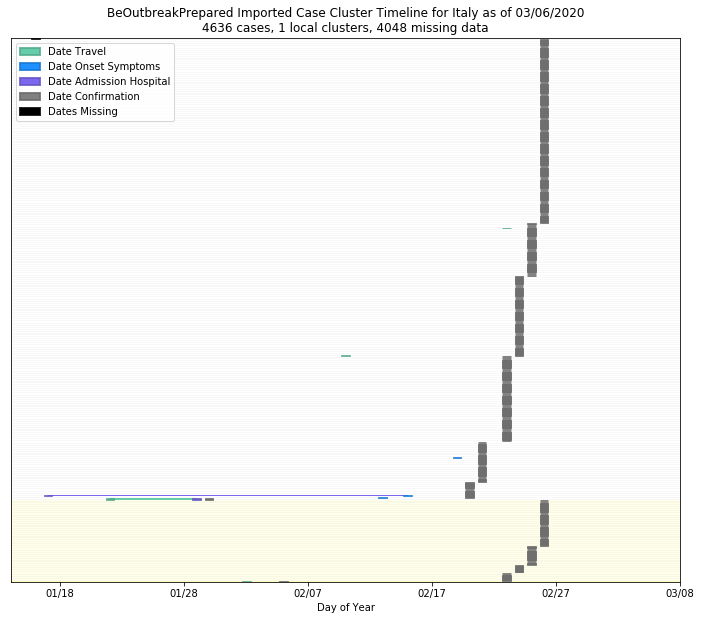 BeOutbreakPrepared Imported Case Cluster Timeline for Italy as of 03/06/2020
4636 cases, 1 local clusters, 4048 missing data
Date Travel
Date Onset Symptoms
Date Admission Hospital
Date Confirmation
Dates Missing
01/18 01/28 02/07 02/17 02/27 03/08
Day of Year